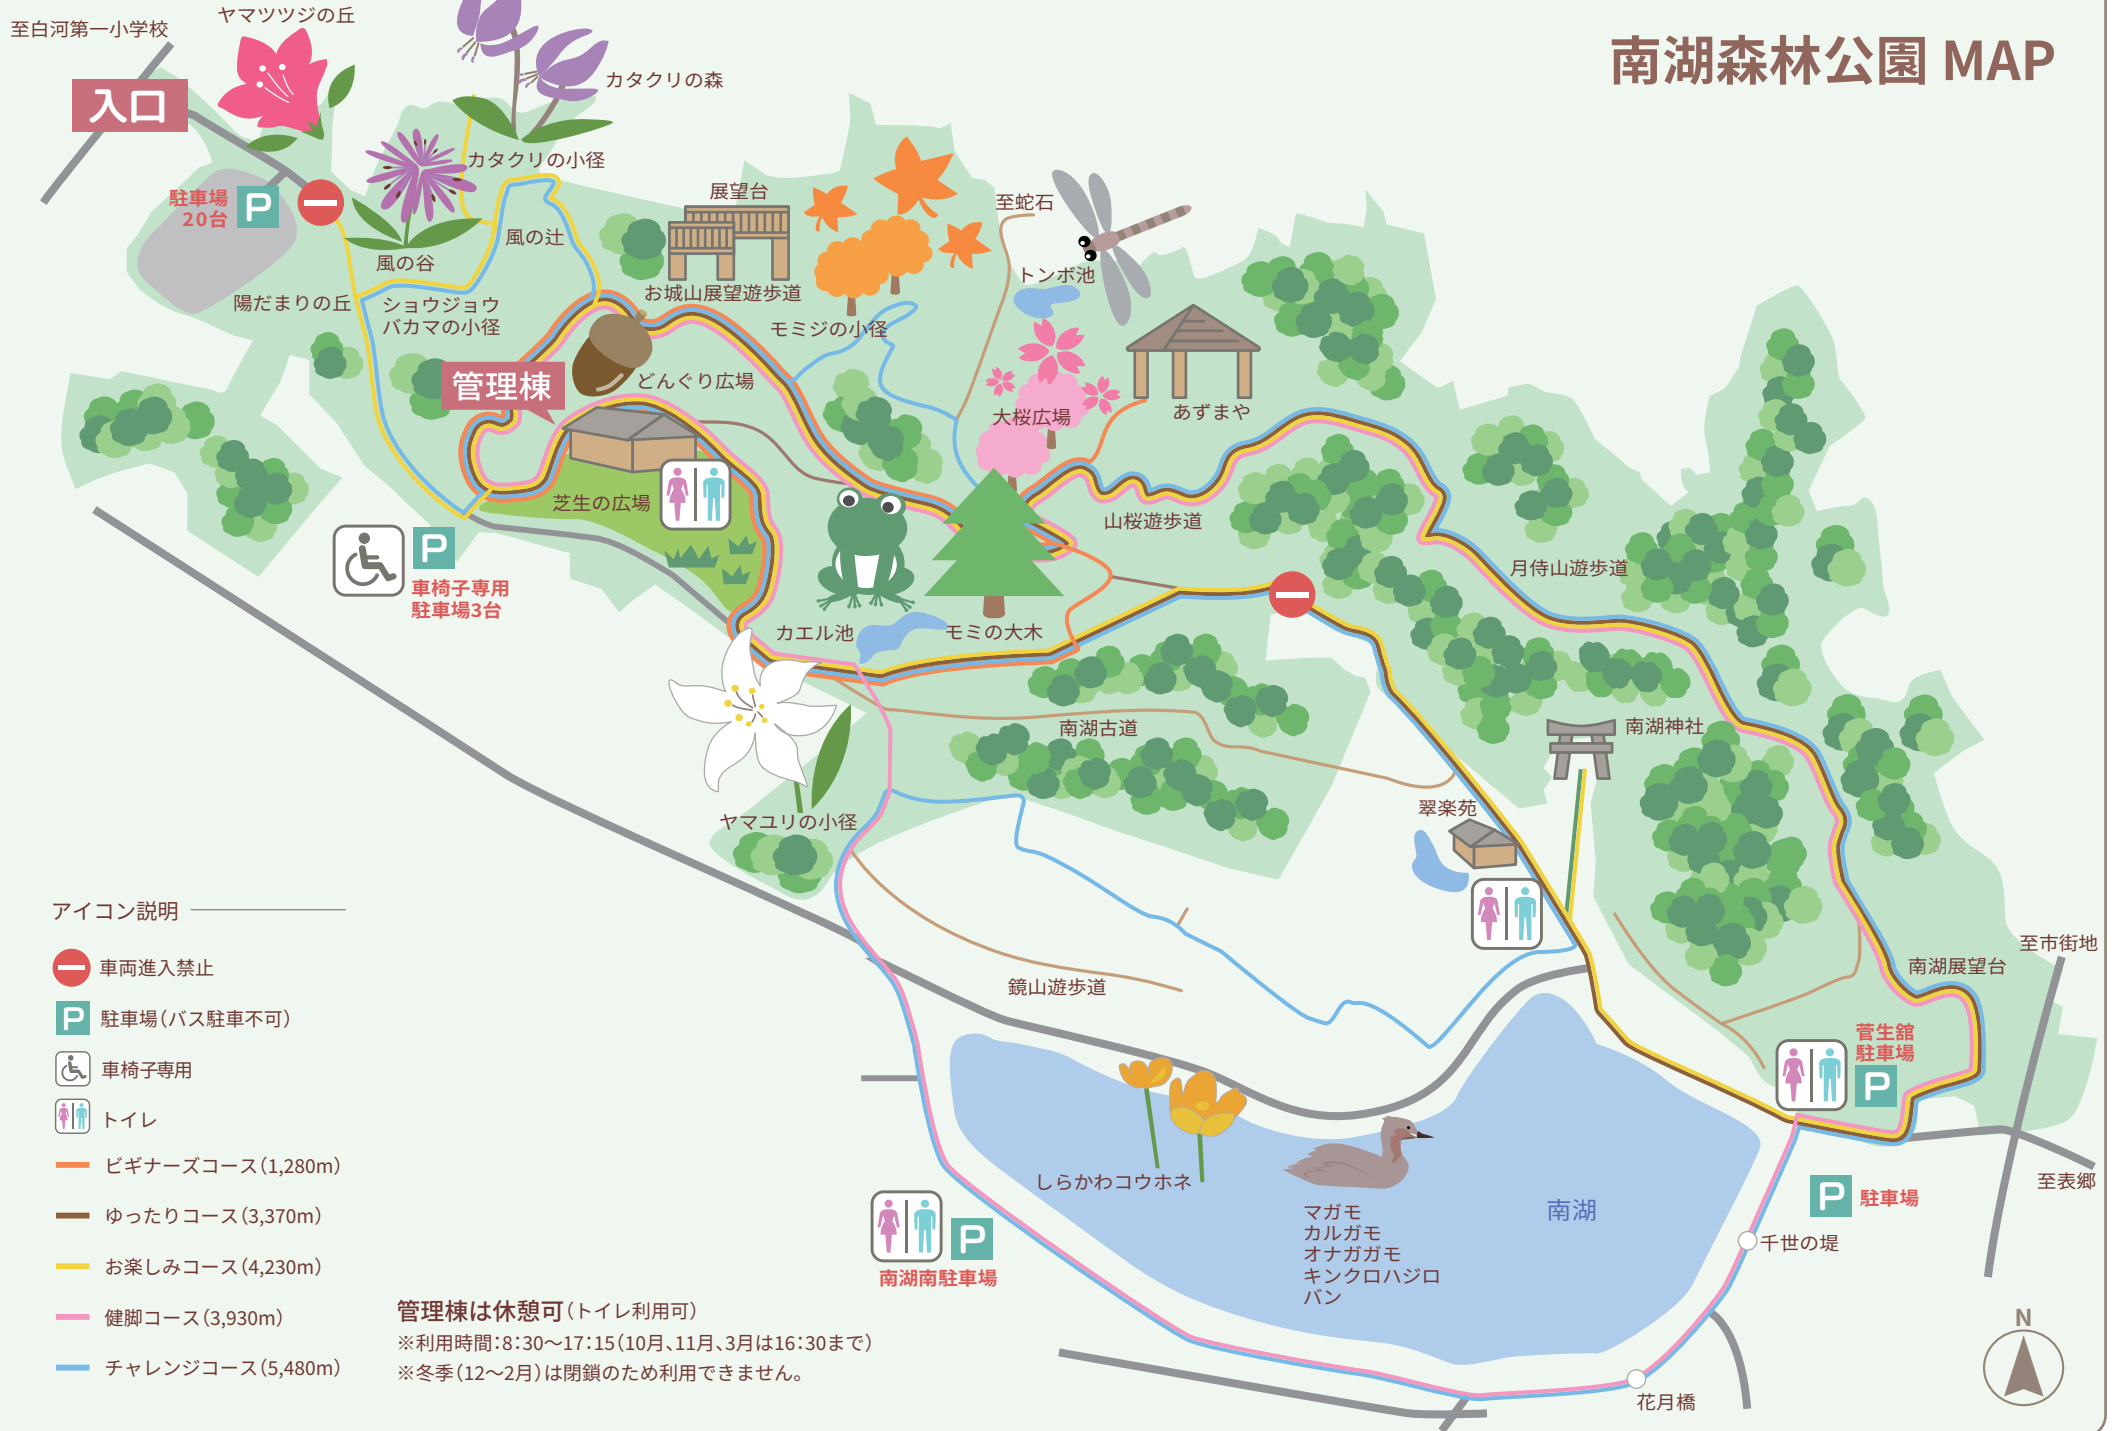 南湖森林公園 MAP
至白河第一小学校
ヤマツツジの丘
カタクリの森
入口
カタクリの小径
駐車場
20台
P
風の谷
風の辻
陽だまりの丘
ショウジョウ
バカマの小径
展望台
お城山展望遊歩道
モミジの小径
至蛇石
トンボ池
大桜広場
あずまや
管理棟
どんぐり広場
芝生の広場
山桜遊歩道
月侍山遊歩道
P
車椅子専用
駐車場3台
カエル池
モミの大木
南湖古道
南湖神社
翠楽苑
ヤマユリの小径
鏡山遊歩道
至市街地
南湖展望台
菅生舘
駐車場
P
至表郷
P
駐車場
千世の堤
花月橋
しらかわコウホネ
マガモ
カルガモ
オナガガモ
キンクロハジロ
バン
南湖
P
南湖南駐車場
アイコン説明
車両進入禁止
P
駐車場(バス駐車不可)
車椅子専用
トイレ
ビギナーズコース(1,280m)
ゆったりコース(3,370m)
お楽しみコース(4,230m)
健脚コース(3,930m)
チャレンジコース(5,480m)
管理棟は休憩可(トイレ利用可)
※利用時間:8:30〜17:15(10月、11月、3月は16:30まで)
※冬季(12〜2月)は閉鎖のため利用できません。
N